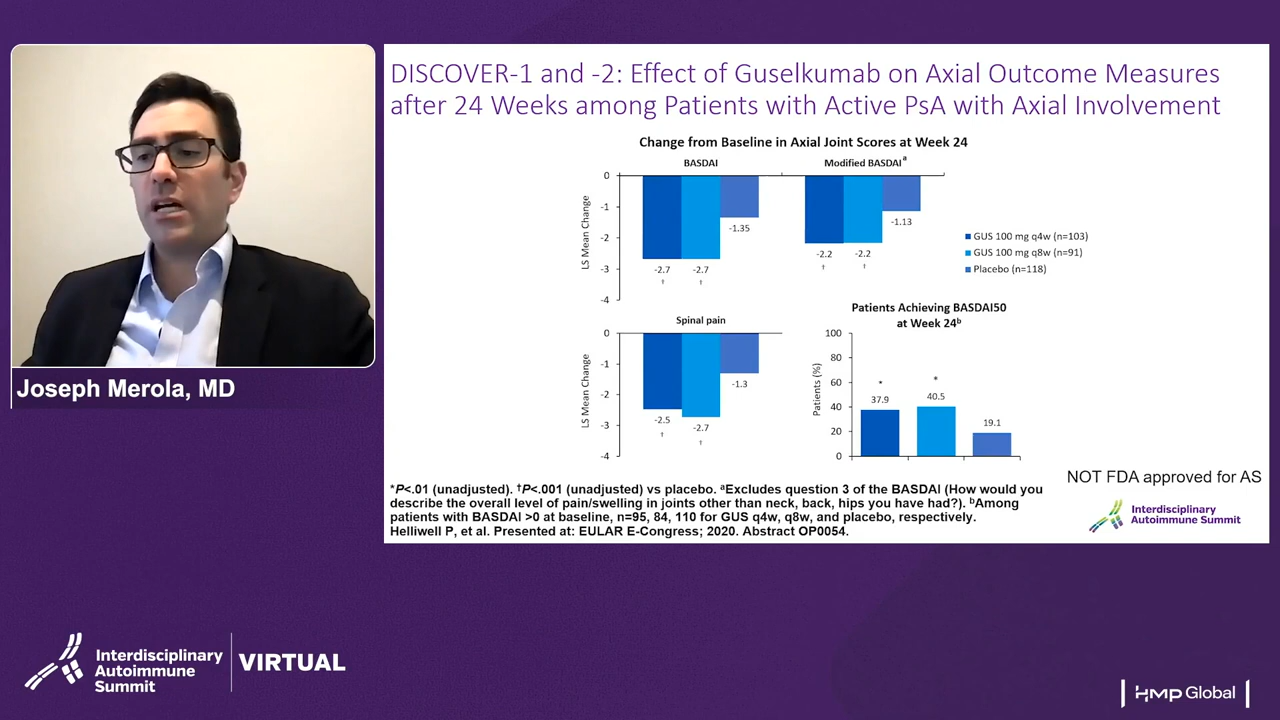 DISCOVER-1 and -2: Effect of Guselkumab on Axial Outcome Measures
after 24 Weeks among Patients with Active PsA with Axial Involvement
Change from Baseline in Axial Joint Scores at Week 24
BASDAI
Modified BASDAIᵃ
LS Mean Change
0
-1
-2
-3
-4
-2.7
†
-2.7
†
-1.35
-2.2
†
-2.2
†
-1.13
GUS 100 mg q4w (n=103)
GUS 100 mg q8w (n=91)
Placebo (n=118)
Spinal pain
LS Mean Change
0
-1
-2
-3
-4
-2.5
†
-2.7
†
-1.3
Patients Achieving BASDAI50
at Week 24ᵇ
Patients (%)
100
80
60
40
20
0
*
37.9
*
40.5
19.1
NOT FDA approved for AS
*P<.01 (unadjusted). †P<.001 (unadjusted) vs placebo. ᵃExcludes question 3 of the BASDAI (How would you
describe the overall level of pain/swelling in joints other than neck, back, hips you have had?). ᵇAmong
patients with BASDAI >0 at baseline, n=95, 84, 110 for GUS q4w, q8w, and placebo, respectively.
Helliwell P, et al. Presented at: EULAR E-Congress; 2020. Abstract OP0054.
Interdisciplinary
Autoimmune Summit
Joseph Merola, MD
Interdisciplinary
Autoimmune
Summit
VIRTUAL
HMP Global